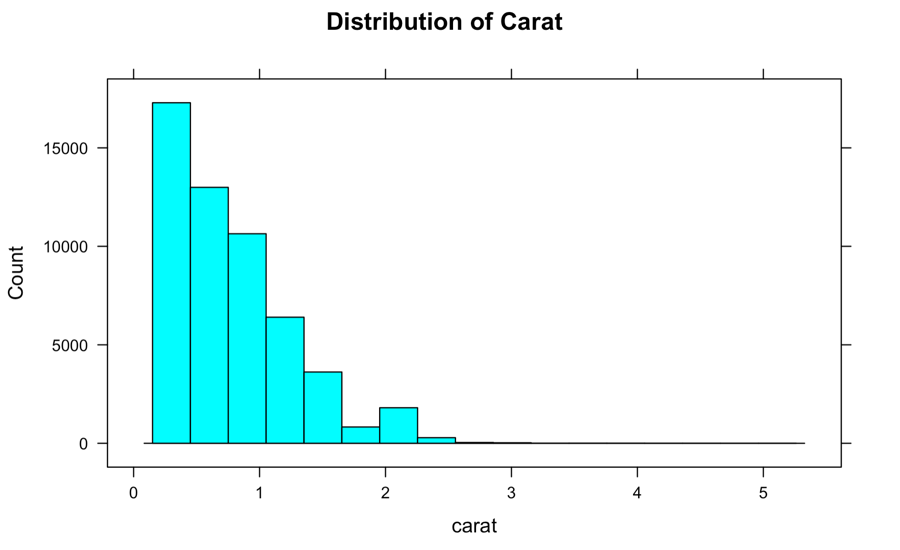 Distribution of Carat
Count
15000
10000
5000
0
0 1 2 3 4 5
carat